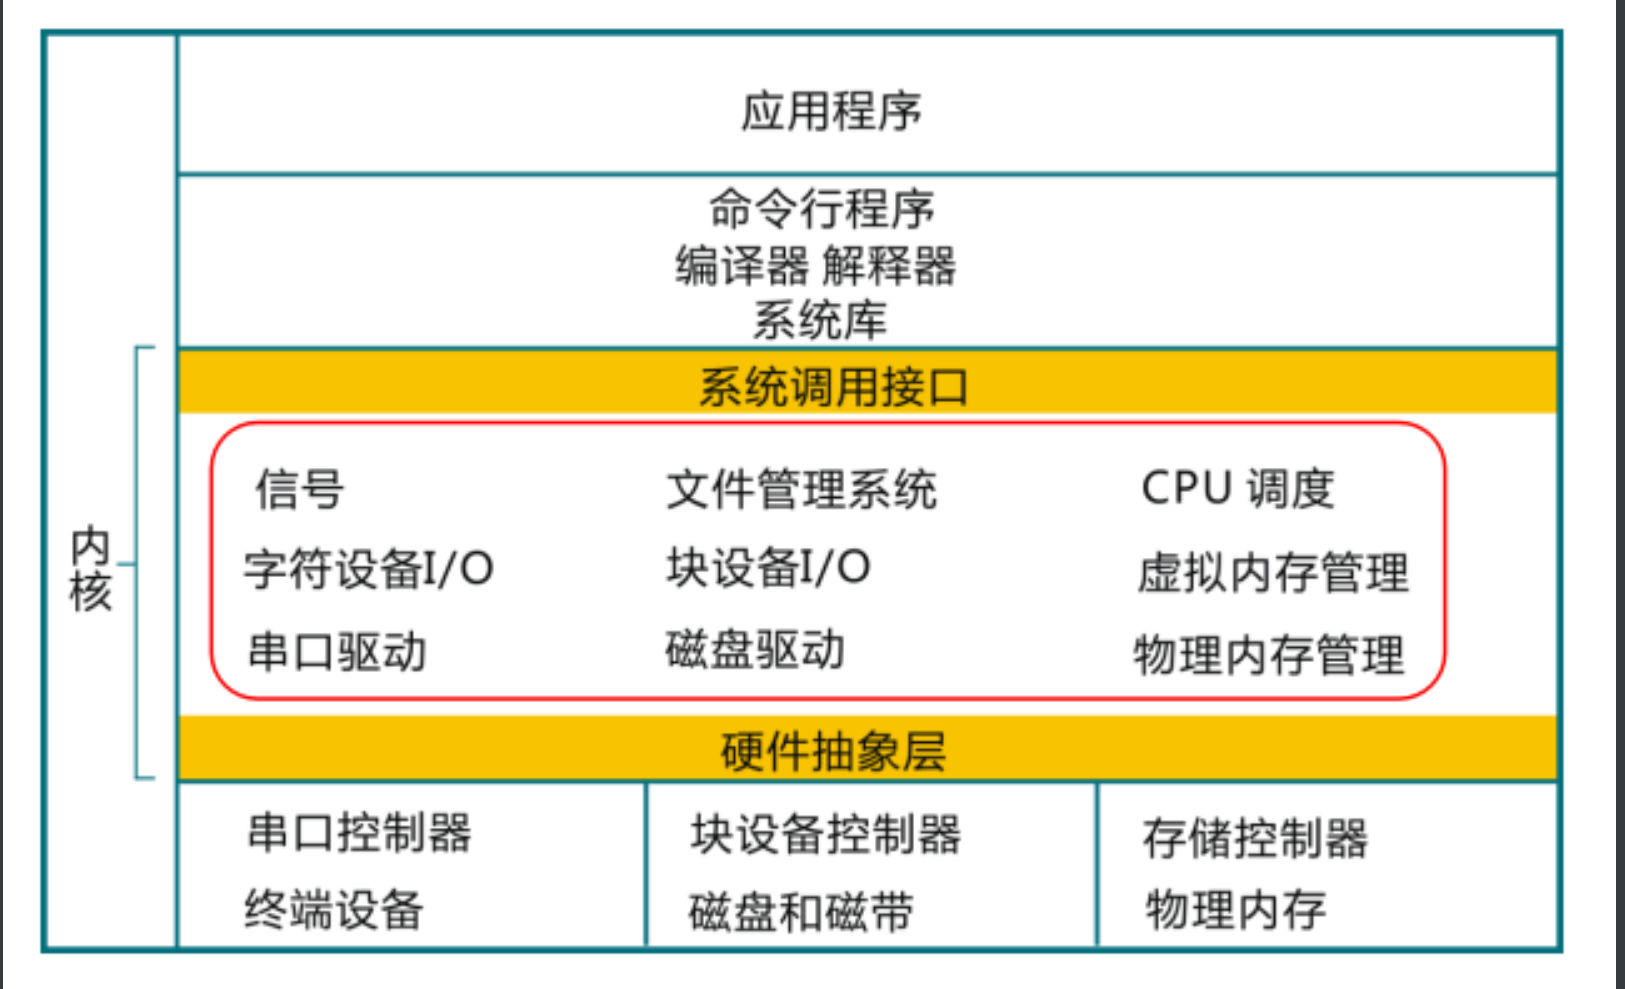 应用程序
命令行程序
编译器 解释器
系统库
系统调用接口
信号 文件管理系统 CPU 调度
字符设备I/O 块设备I/O 虚拟内存管理
内核
串口驱动 磁盘驱动 物理内存管理
硬件抽象层
串口控制器 块设备控制器 存储控制器
终端设备 磁盘和磁带 物理内存